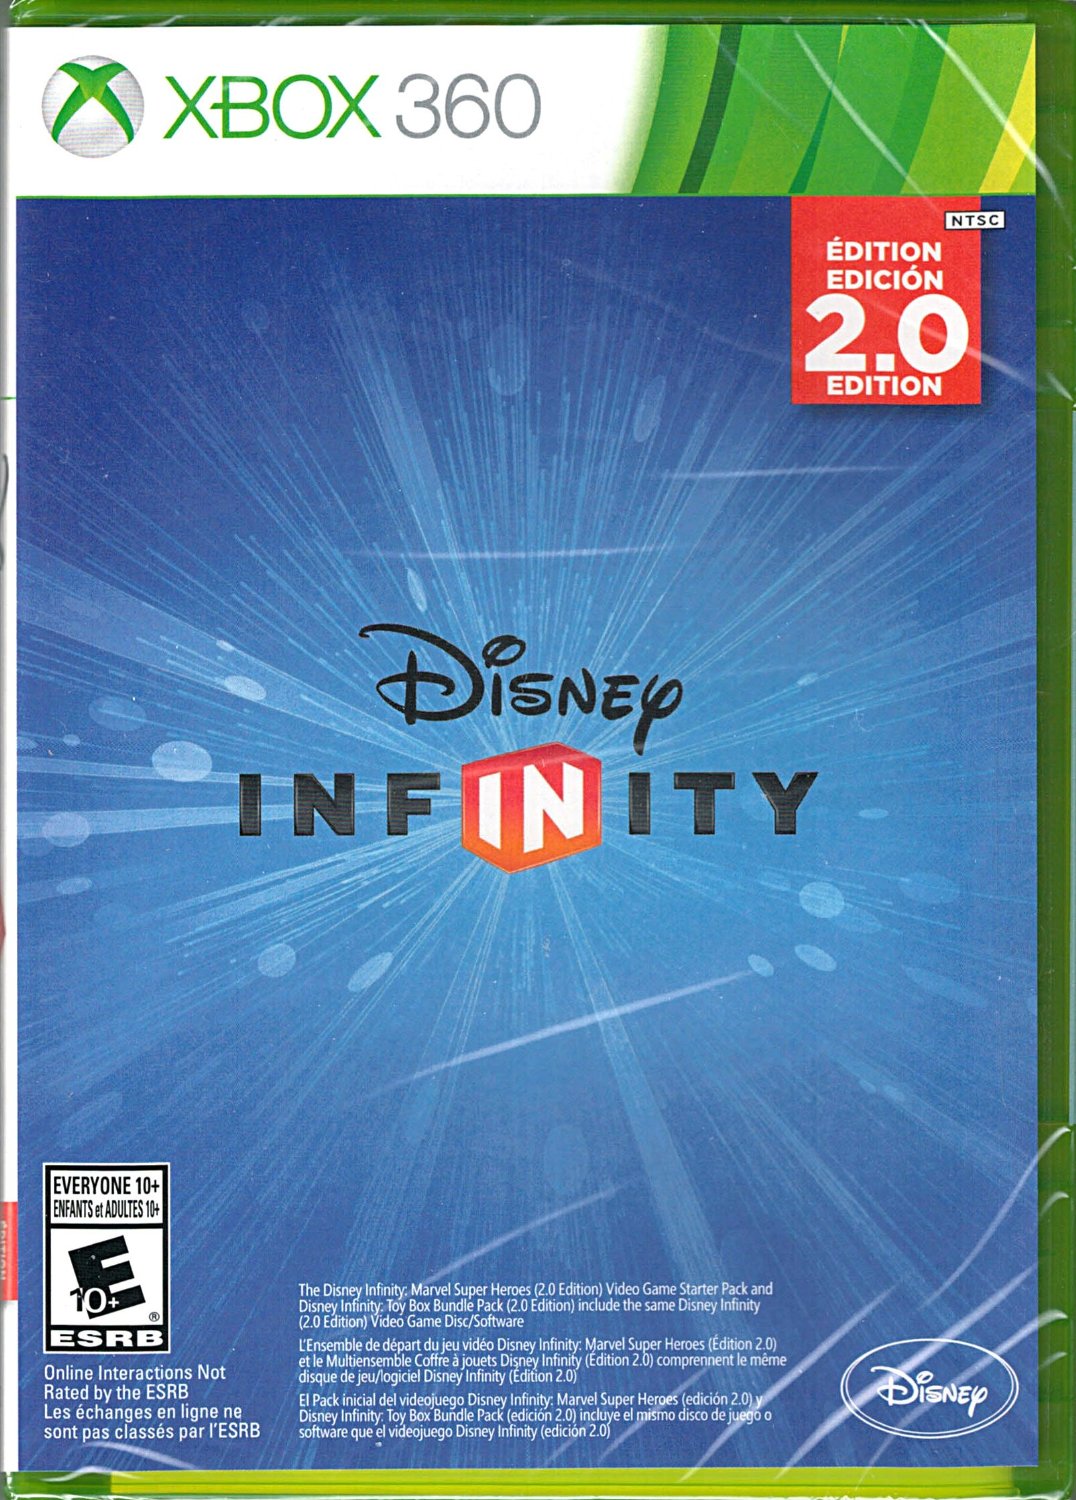 XBOX 360
NTSC
ÉDITION
EDICIÓN
2.0
EDITION
Disney
INFINITY
EVERYONE 10+
ENFANTS et ADULTES 10+
E
10+
®
ESRB
Online Interactions Not
Rated by the ESRB
Les échanges en ligne ne
sont pas classés par l'ESRB
The Disney Infinity: Marvel Super Heroes (2.0 Edition) Video Game Starter Pack and
Disney Infinity: Toy Box Bundle Pack (2.0 Edition) include the same Disney Infinity
(2.0 Edition) Video Game Disc/Software
L'Ensemble de départ du jeu vidéo Disney Infinity: Marvel Super Heroes (Édition 2.0)
et le Multiensemble Coffre à jouets Disney Infinity (Édition 2.0) comprennent le même
disque de jeu/logiciel Disney Infinity (Édition 2.0)
El Pack inicial del videojuego Disney Infinity: Marvel Super Heroes (edición 2.0) y
Disney Infinity: Toy Box Bundle Pack (edición 2.0) incluye el mismo disco de juego o
software que el videojuego Disney Infinity (edición 2.0)
Disney